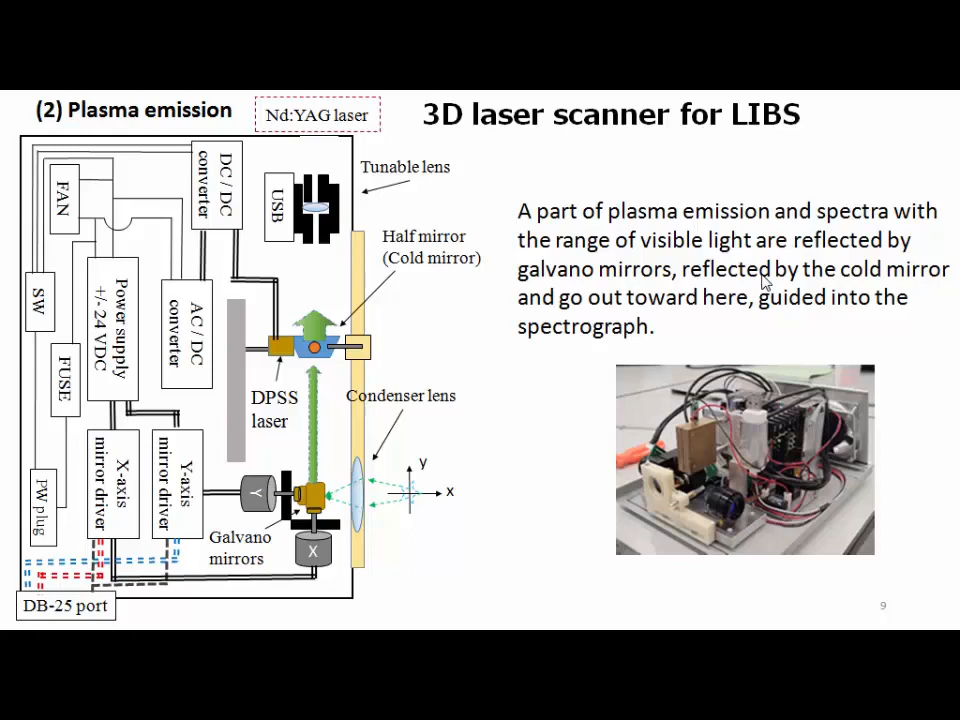 (2) Plasma emission
Nd:YAG laser
3D laser scanner for LIBS
DC / DC
converter
Tunable lens
FAN
USB
A part of plasma emission and spectra with
the range of visible light are reflected by
galvano mirrors, reflected by the cold mirror
and go out toward here, guided into the
spectrograph.
Half mirror
(Cold mirror)
SW
Power supply
+/- 24 VDC
AC / DC
converter
FUSE
DPSS
laser
Condenser lens
X-axis
mirror driver
Y-axis
mirror driver
y
x
Y
PW plug
Galvano
mirrors
X
DB-25 port
9